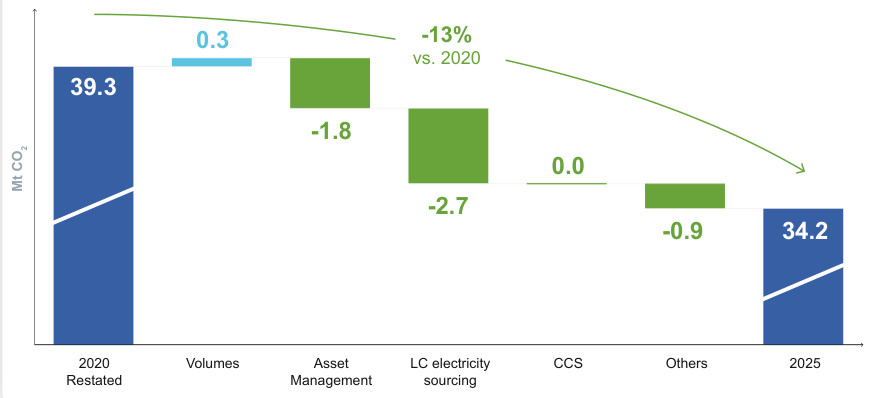 -13%
vs. 2020
0.3
39.3
-1.8
-2.7
0.0
-0.9
34.2
Mt CO₂
2020
Restated
Volumes
Asset
Management
LC electricity
sourcing
CCS
Others
2025